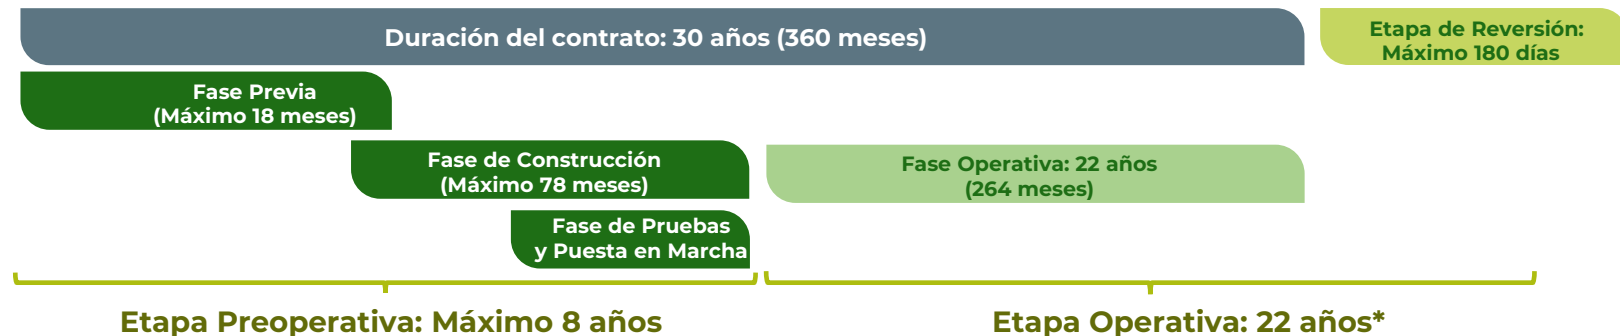 Duración del contrato: 30 años (360 meses)
Etapa de Reversión:
Máximo 180 días
Fase Previa
(Máximo 18 meses)
Fase de Construcción
(Máximo 78 meses)
Fase Operativa: 22 años
(264 meses)
Fase de Pruebas
y Puesta en Marcha
Etapa Preoperativa: Máximo 8 años
Etapa Operativa: 22 años*